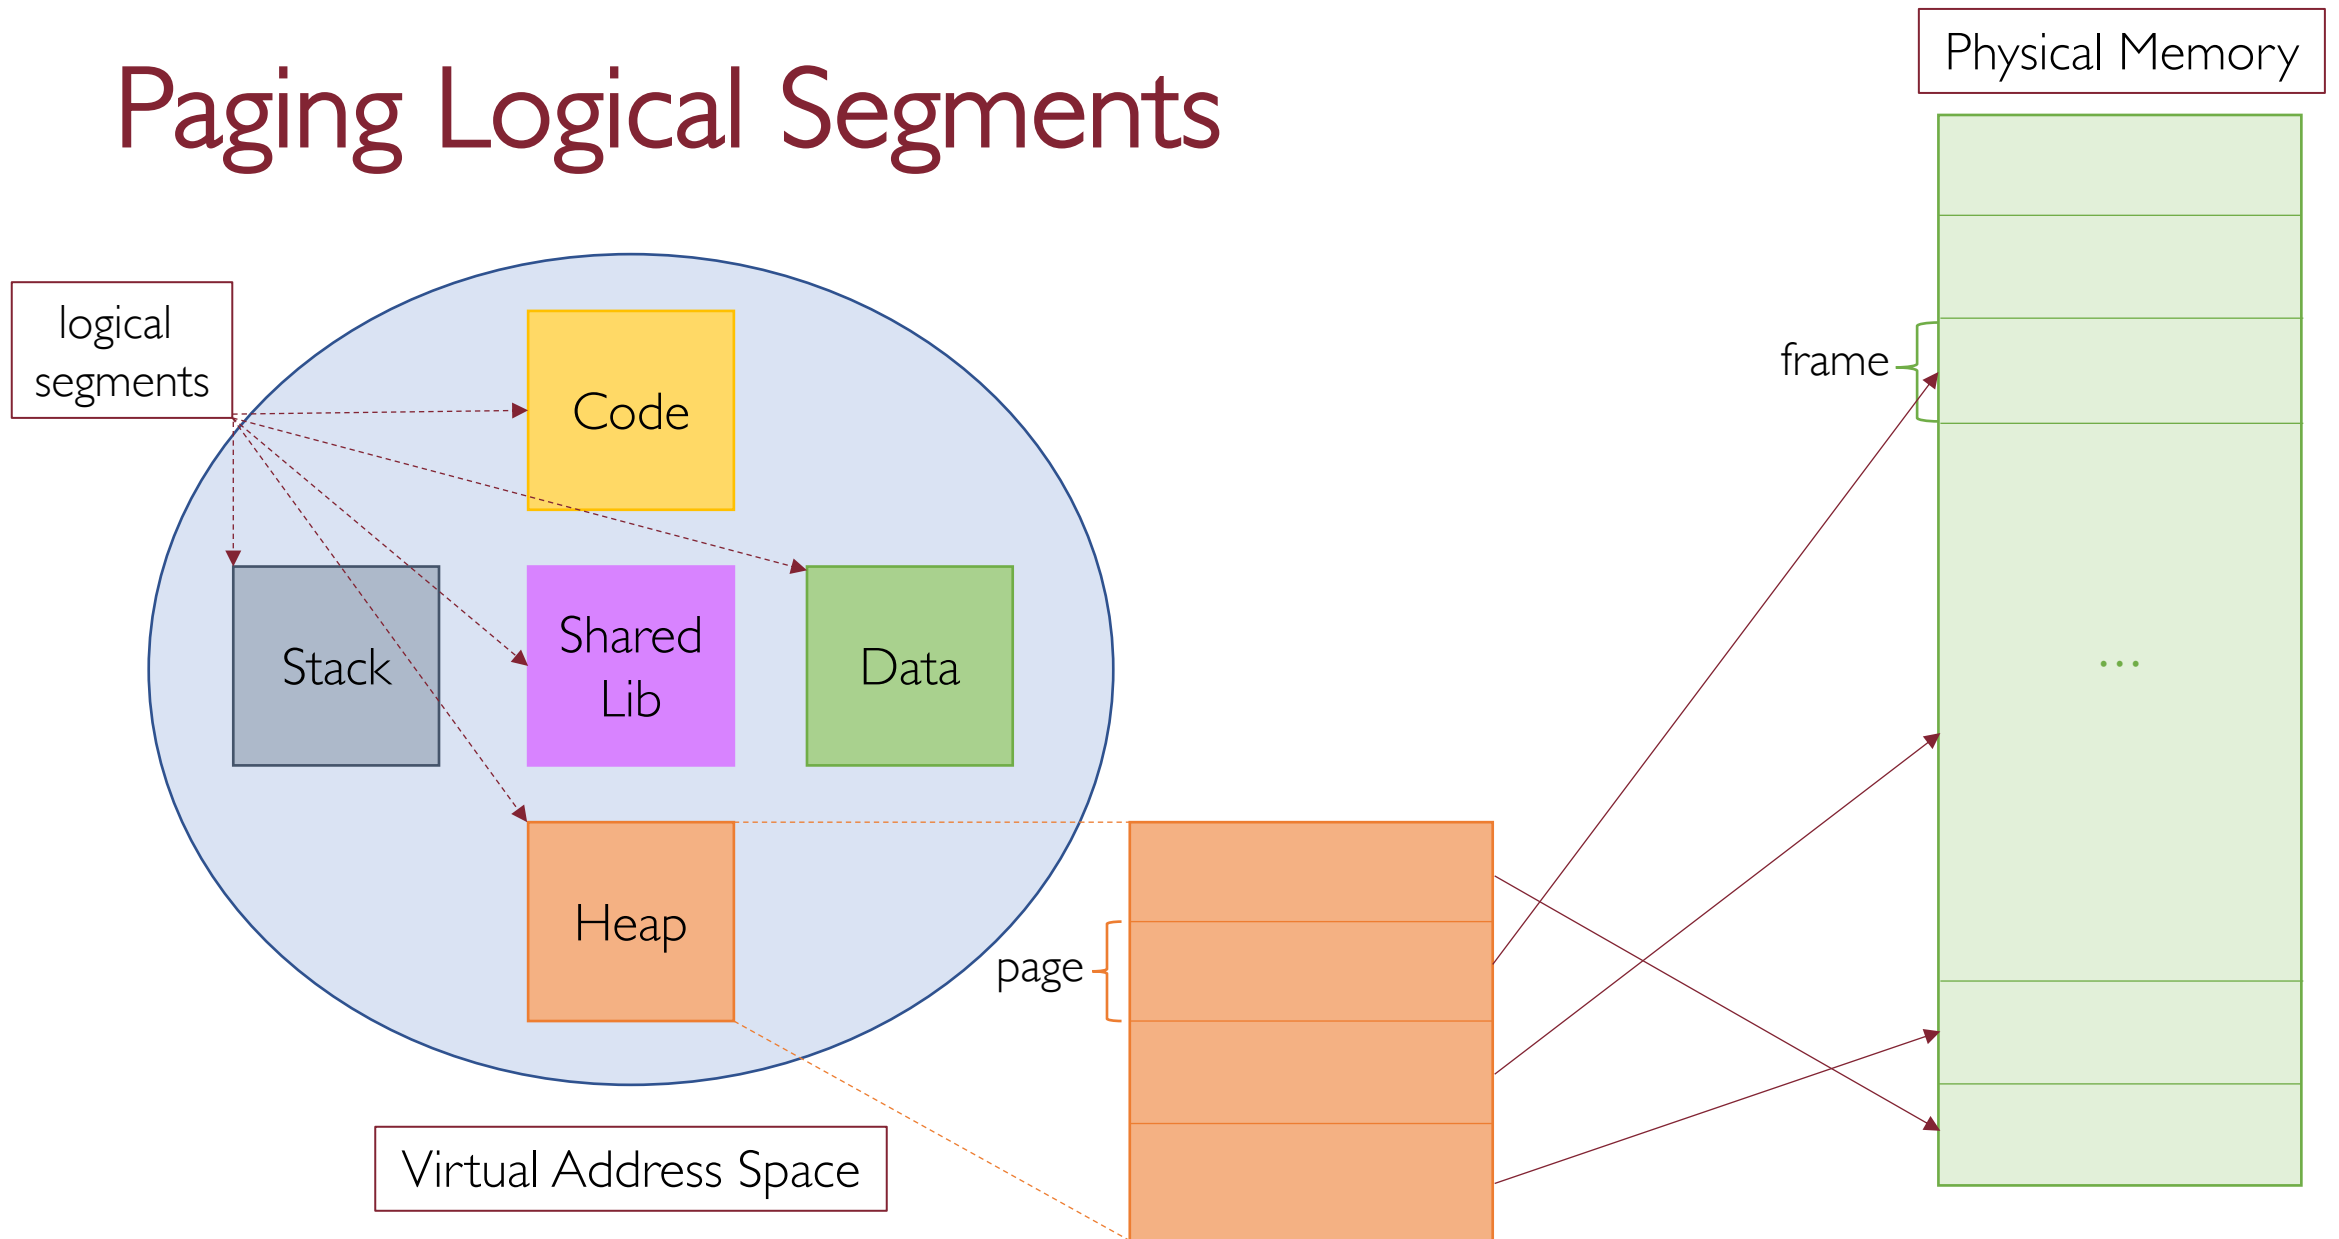 Paging Logical Segments
Physical Memory
logical
segments
Code
frame
Stack
Shared
Lib
Data
...
Heap
page
Virtual Address Space